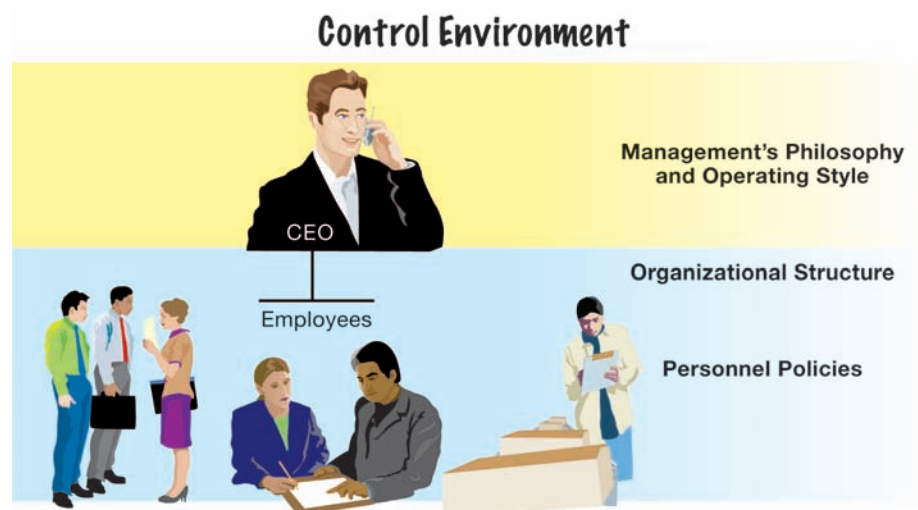 Control Environment
Management's Philosophy
and Operating Style
CEO
Organizational Structure
Employees
Personnel Policies